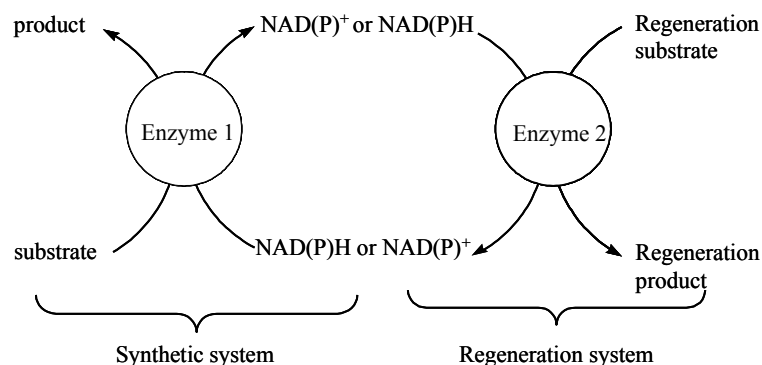 product
NAD(P)+ or NAD(P)H
Regeneration
substrate
Enzyme 1
Enzyme 2
substrate
NAD(P)H or NAD(P)+
Regeneration
product
Synthetic system
Regeneration system